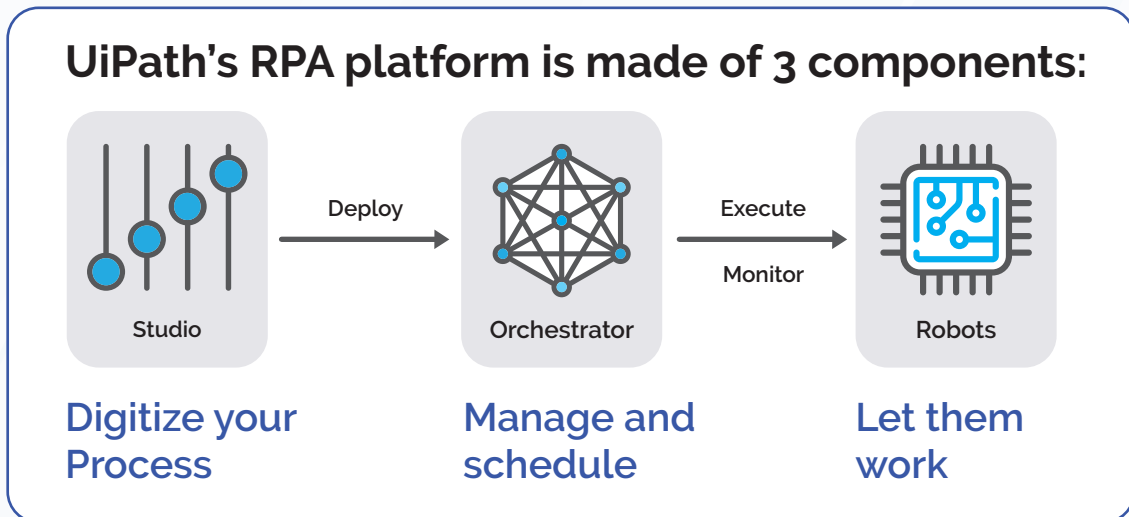 UiPath’s RPA platform is made of 3 components:
Deploy
Execute
Monitor
Studio
Orchestrator
Robots
Digitize your
Process
Manage and
schedule
Let them
work